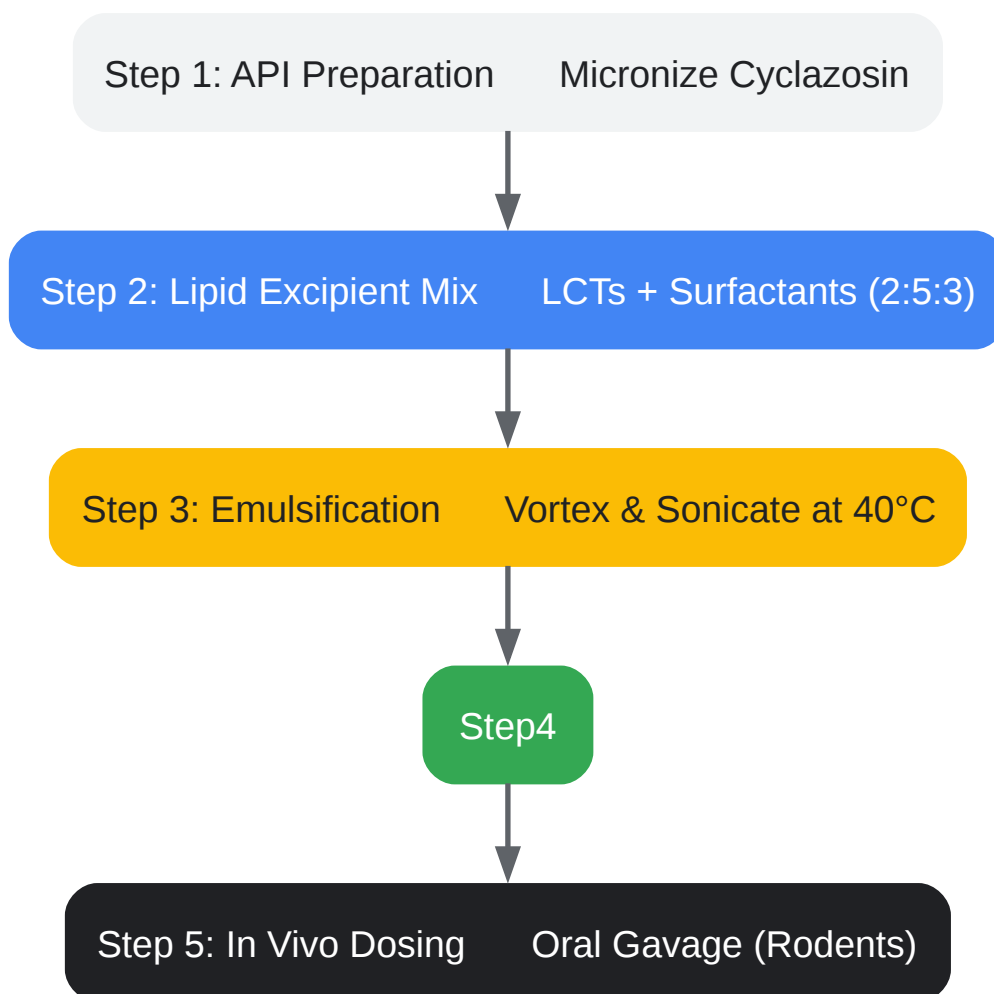 Step 1: API Preparation Micronize Cyclazosin
Step 2: Lipid Excipient Mix LCTs + Surfactants (2:5:3)
Step 3: Emulsification Vortex & Sonicate at 40°C
Step4
Step 5: In Vivo Dosing Oral Gavage (Rodents)